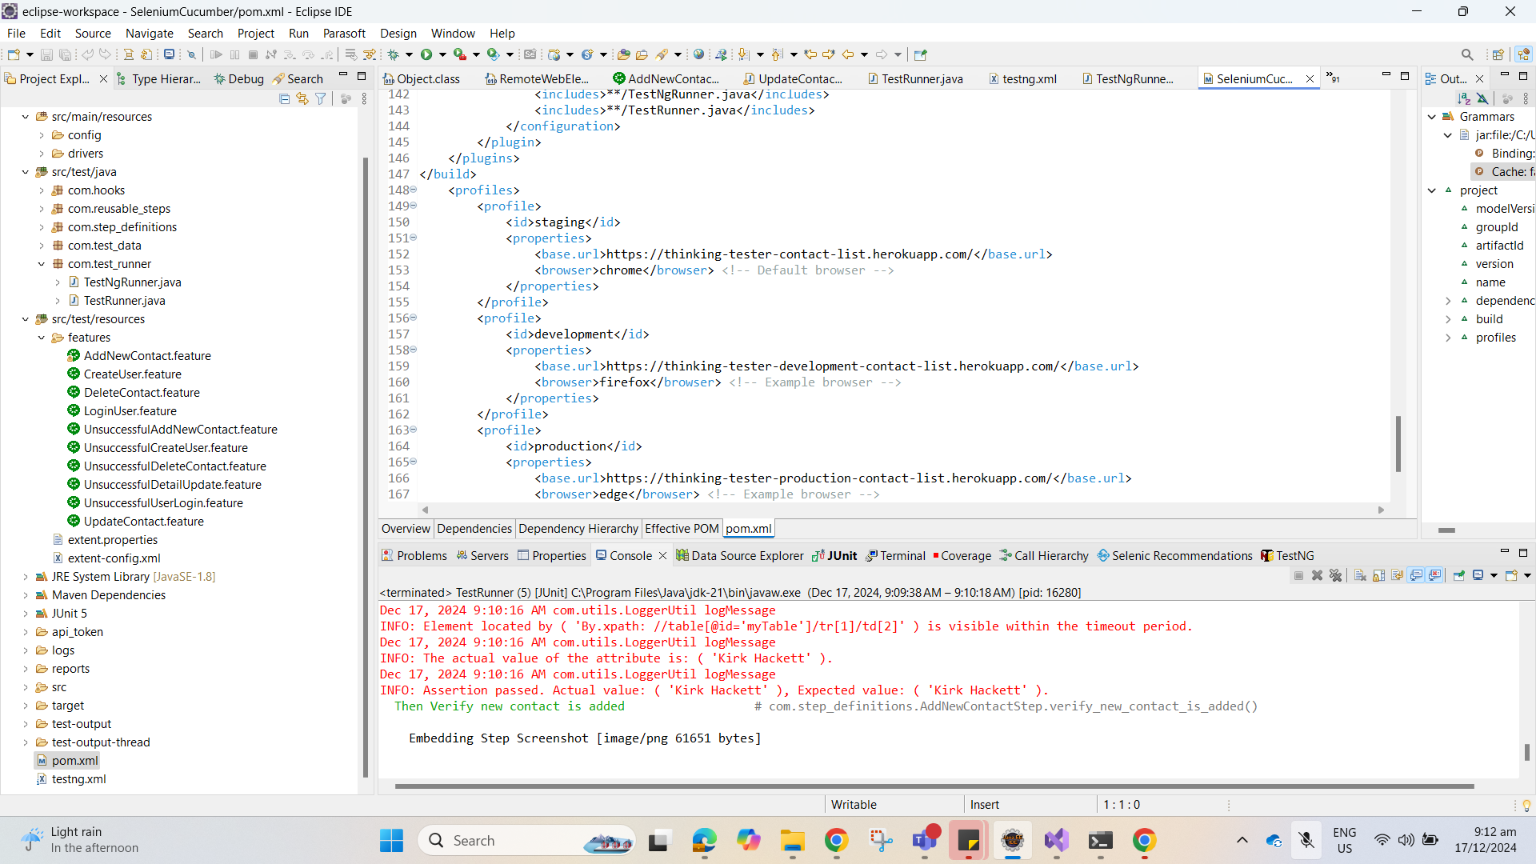 eclipse-workspace - SeleniumCucumber/pom.xml - Eclipse IDE
File Edit Source Navigate Search Project Run Parasoft Design Window Help
Project Expl... Type Hierar... Debug Search
src/main/resources
config
drivers
src/test/java
com.hooks
com.reusable_steps
com.step_definitions
com.test_data
com.test_runner
TestNgRunner.java
TestRunner.java
src/test/resources
features
AddNewContact.feature
CreateUser.feature
DeleteContact.feature
LoginUser.feature
UnsuccessfulAddNewContact.feature
UnsuccessfulCreateUser.feature
UnsuccessfulDeleteContact.feature
UnsuccessfulDetailUpdate.feature
UnsuccessfulUserLogin.feature
UpdateContact.feature
extent.properties
extent-config.xml
JRE System Library [JavaSE-1.8]
Maven Dependencies
JUnit 5
api_token
logs
reports
src
target
test-output
test-output-thread
pom.xml
testng.xml
Object.class RemoteWebEle... AddNewContac... UpdateContac... TestRunner.java testng.xml TestNgRunne... SeleniumCuc... »91
142 <includes>**/TestNgRunner.java</includes>
143 <includes>**/TestRunner.java</includes>
144 </configuration>
145 </plugin>
146 </plugins>
147 </build>
148 <profiles>
149 <profile>
150 <id>staging</id>
151 <properties>
152 <base.url>https://thinking-tester-contact-list.herokuapp.com/</base.url>
153 <browser>chrome</browser> <!-- Default browser -->
154 </properties>
155 </profile>
156 <profile>
157 <id>development</id>
158 <properties>
159 <base.url>https://thinking-tester-development-contact-list.herokuapp.com/</base.url>
160 <browser>firefox</browser> <!-- Example browser -->
161 </properties>
162 </profile>
163 <profile>
164 <id>production</id>
165 <properties>
166 <base.url>https://thinking-tester-production-contact-list.herokuapp.com/</base.url>
167 <browser>edge</browser> <!-- Example browser -->
Overview Dependencies Dependency Hierarchy Effective POM pom.xml
Out...
Grammars
jar:file:/C:/U
Binding:
Cache: fa
project
modelVersi
groupId
artifactId
version
name
dependenc
build
profiles
Problems Servers Properties Console Data Source Explorer JUnit Terminal Coverage Call Hierarchy Selenic Recommendations TestNG
<terminated> TestRunner (5) [JUnit] C:\Program Files\Java\jdk-21\bin\javaw.exe (Dec 17, 2024, 9:09:38 AM – 9:10:18 AM) [pid: 16280]
Dec 17, 2024 9:10:16 AM com.utils.LoggerUtil logMessage
INFO: Element located by ( 'By.xpath: //table[@id='myTable']/tr[1]/td[2]' ) is visible within the timeout period.
Dec 17, 2024 9:10:16 AM com.utils.LoggerUtil logMessage
INFO: The actual value of the attribute is: ( 'Kirk Hackett' ).
Dec 17, 2024 9:10:16 AM com.utils.LoggerUtil logMessage
INFO: Assertion passed. Actual value: ( 'Kirk Hackett' ), Expected value: ( 'Kirk Hackett' ).
Then Verify new contact is added # com.step_definitions.AddNewContactStep.verify_new_contact_is_added()
Embedding Step Screenshot [image/png 61651 bytes]
Writable Insert 1 : 1 : 0
Light rain
In the afternoon
Search
ENG
US
9:12 am
17/12/2024